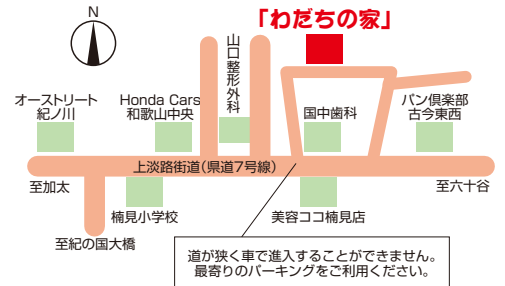 N
「わだちの家」
山口整形外科
オーストリート
紀ノ川
Honda Cars
和歌山中央
国中歯科
パン倶楽部
古今東西
上淡路街道(県道7号線)
至加太
至六十谷
楠見小学校
美容ココ楠見店
至紀の国大橋
道が狭く車で進入することができません。
最寄りのパーキングをご利用ください。